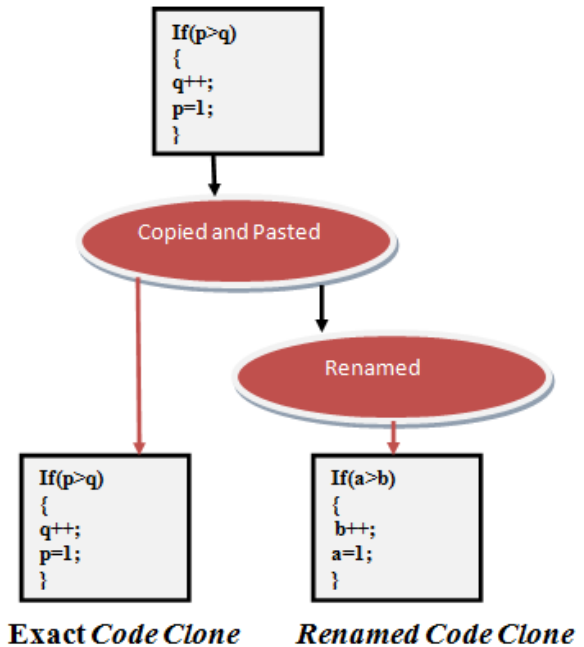 If(p>q)
{
q++;
p=1;
}
Copied and Pasted
Renamed
If(p>q)
{
q++;
p=1;
}
If(a>b)
{
b++;
a=1;
}
Exact Code Clone
Renamed Code Clone